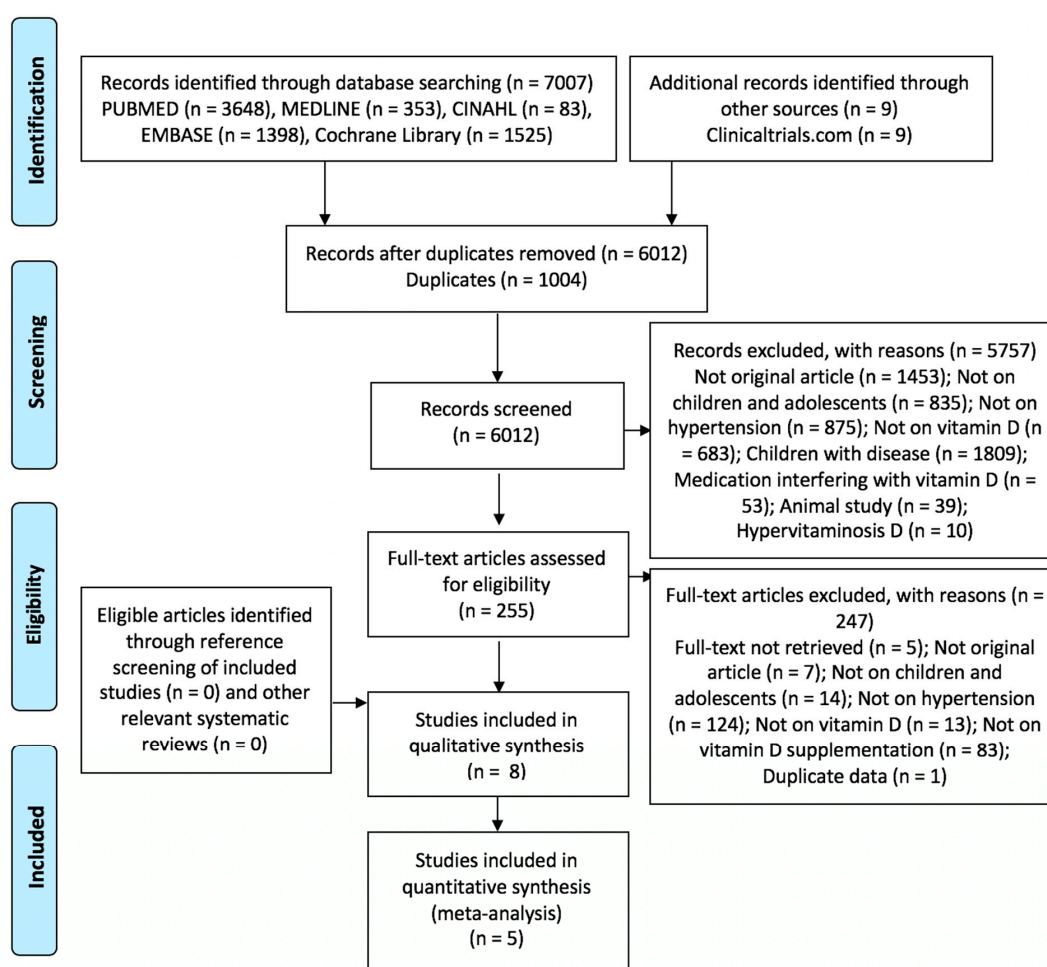 Identification
Records identified through database searching (n = 7007)
PUBMED (n = 3648), MEDLINE (n = 353), CINAHL (n = 83),
EMBASE (n = 1398), Cochrane Library (n = 1525)
Additional records identified through
other sources (n = 9)
Clinicaltrials.com (n = 9)
Records after duplicates removed (n = 6012)
Duplicates (n = 1004)
Screening
Records screened
(n = 6012)
Records excluded, with reasons (n = 5757)
Not original article (n = 1453); Not on
children and adolescents (n = 835); Not on
hypertension (n = 875); Not on vitamin D (n
= 683); Children with disease (n = 1809);
Medication interfering with vitamin D (n =
53); Animal study (n = 39);
Hypervitaminosis D (n = 10)
Eligibility
Full-text articles assessed
for eligibility
(n = 255)
Full-text articles excluded, with reasons (n =
247)
Full-text not retrieved (n = 5); Not original
article (n = 7); Not on children and
adolescents (n = 14); Not on hypertension
(n = 124); Not on vitamin D (n = 13); Not on
vitamin D supplementation (n = 83);
Duplicate data (n = 1)
Eligible articles identified
through reference
screening of included
studies (n = 0) and other
relevant systematic
reviews (n = 0)
Studies included in
qualitative synthesis
(n = 8)
Included
Studies included in
quantitative synthesis
(meta-analysis)
(n = 5)